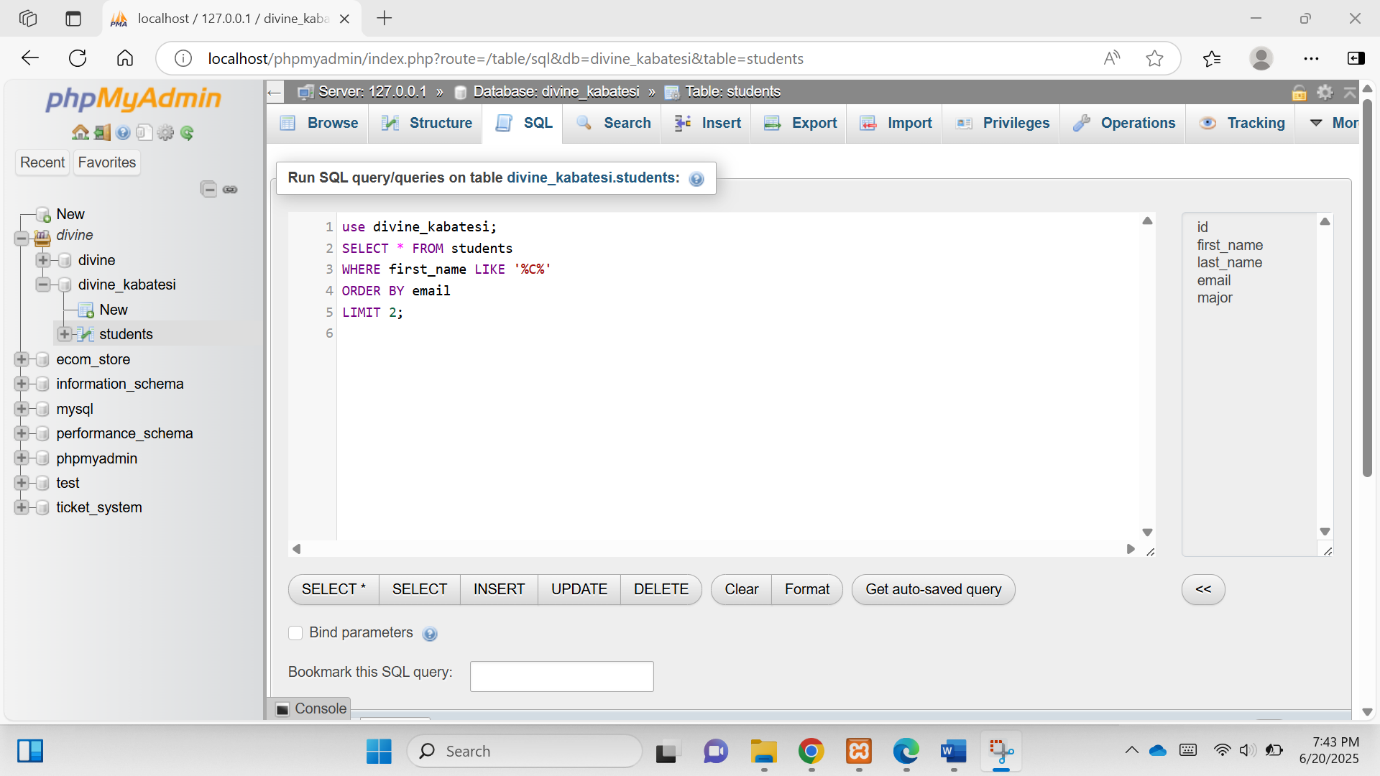 localhost / 127.0.0.1 / divine_kaba
localhost/phpmyadmin/index.php?route=/table/sql&db=divine_kabatesi&table=students
phpMyAdmin
Recent
Favorites
New
divine
divine
divine_kabatesi
New
students
ecom_store
information_schema
mysql
performance_schema
phpmyadmin
test
ticket_system
Server: 127.0.0.1 » Database: divine_kabatesi » Table: students
Browse Structure SQL Search Insert Export Import Privileges Operations Tracking Mor
Run SQL query/queries on table divine_kabatesi.students:
1 use divine_kabatesi;
2 SELECT * FROM students
3 WHERE first_name LIKE '%C%'
4 ORDER BY email
5 LIMIT 2;
6
id
first_name
last_name
email
major
SELECT * SELECT INSERT UPDATE DELETE Clear Format Get auto-saved query <<
Bind parameters
Bookmark this SQL query:
Console
Search
7:43 PM
6/20/2025